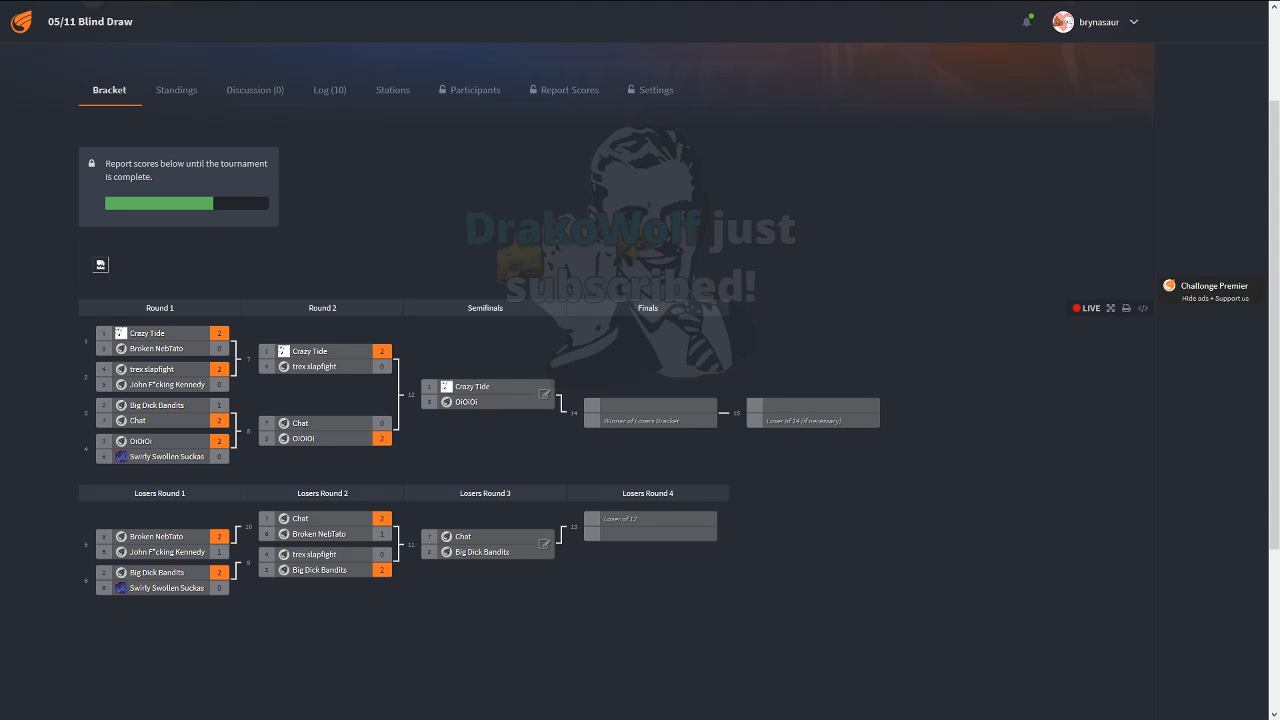 05/11 Blind Draw
brynasaur
Bracket
Standings
Discussion (0)
Log (10)
Stations
Participants
Report Scores
Settings
Report scores below until the tournament
is complete.
DrakoWolf just
subscribed!
Challonge Premier
Hide ads + Support us
LIVE
Round 1
Round 2
Semifinals
Finals
1
1 Crazy Tide 2
Broken NebTato 0
2
4 trex slapfight 2
5 John F*cking Kennedy 0
3
2 Big Dick Bandits 1
7 Chat 2
4
3 OiOiOi 2
6 Swirly Swollen Suckas 0
7
1 Crazy Tide 2
4 trex slapfight 0
8
7 Chat 0
3 OiOiOi 2
12
1 Crazy Tide
3 OiOiOi
14
Winner of Losers Bracket
15
Loser of 14 (if necessary)
Losers Round 1
Losers Round 2
Losers Round 3
Losers Round 4
5
Broken NebTato 2
5 John F*cking Kennedy 1
6
2 Big Dick Bandits 2
6 Swirly Swollen Suckas 0
10
7 Chat 2
8 Broken NebTato 1
9
4 trex slapfight 0
2 Big Dick Bandits 2
11
7 Chat
2 Big Dick Bandits
13
Loser of 12